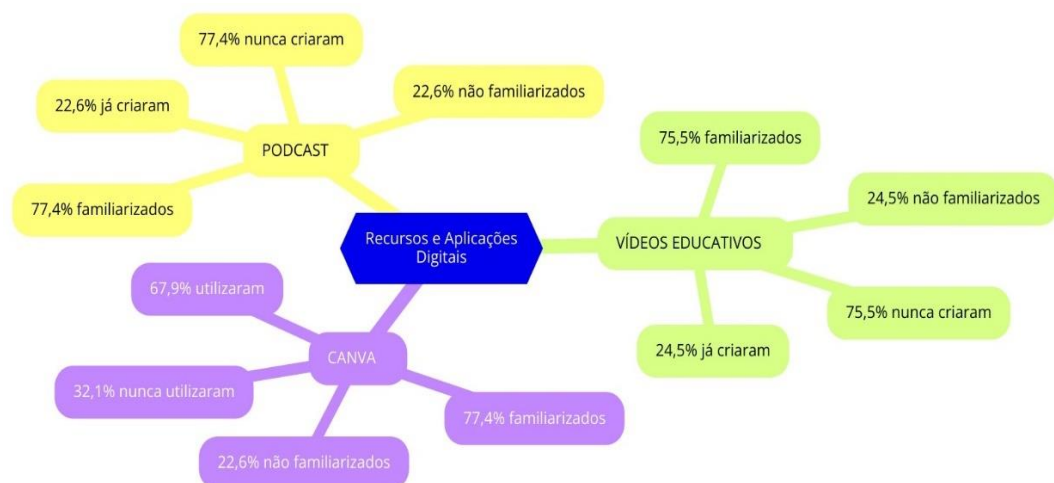 77,4% nunca criaram
22,6% já criaram
22,6% não familiarizados
PODCAST
77,4% familiarizados
75,5% familiarizados
24,5% não familiarizados
VÍDEOS EDUCATIVOS
75,5% nunca criaram
24,5% já criaram
Recursos e Aplicações
Digitais
67,9% utilizaram
CANVA
32,1% nunca utilizaram
77,4% familiarizados
22,6% não familiarizados